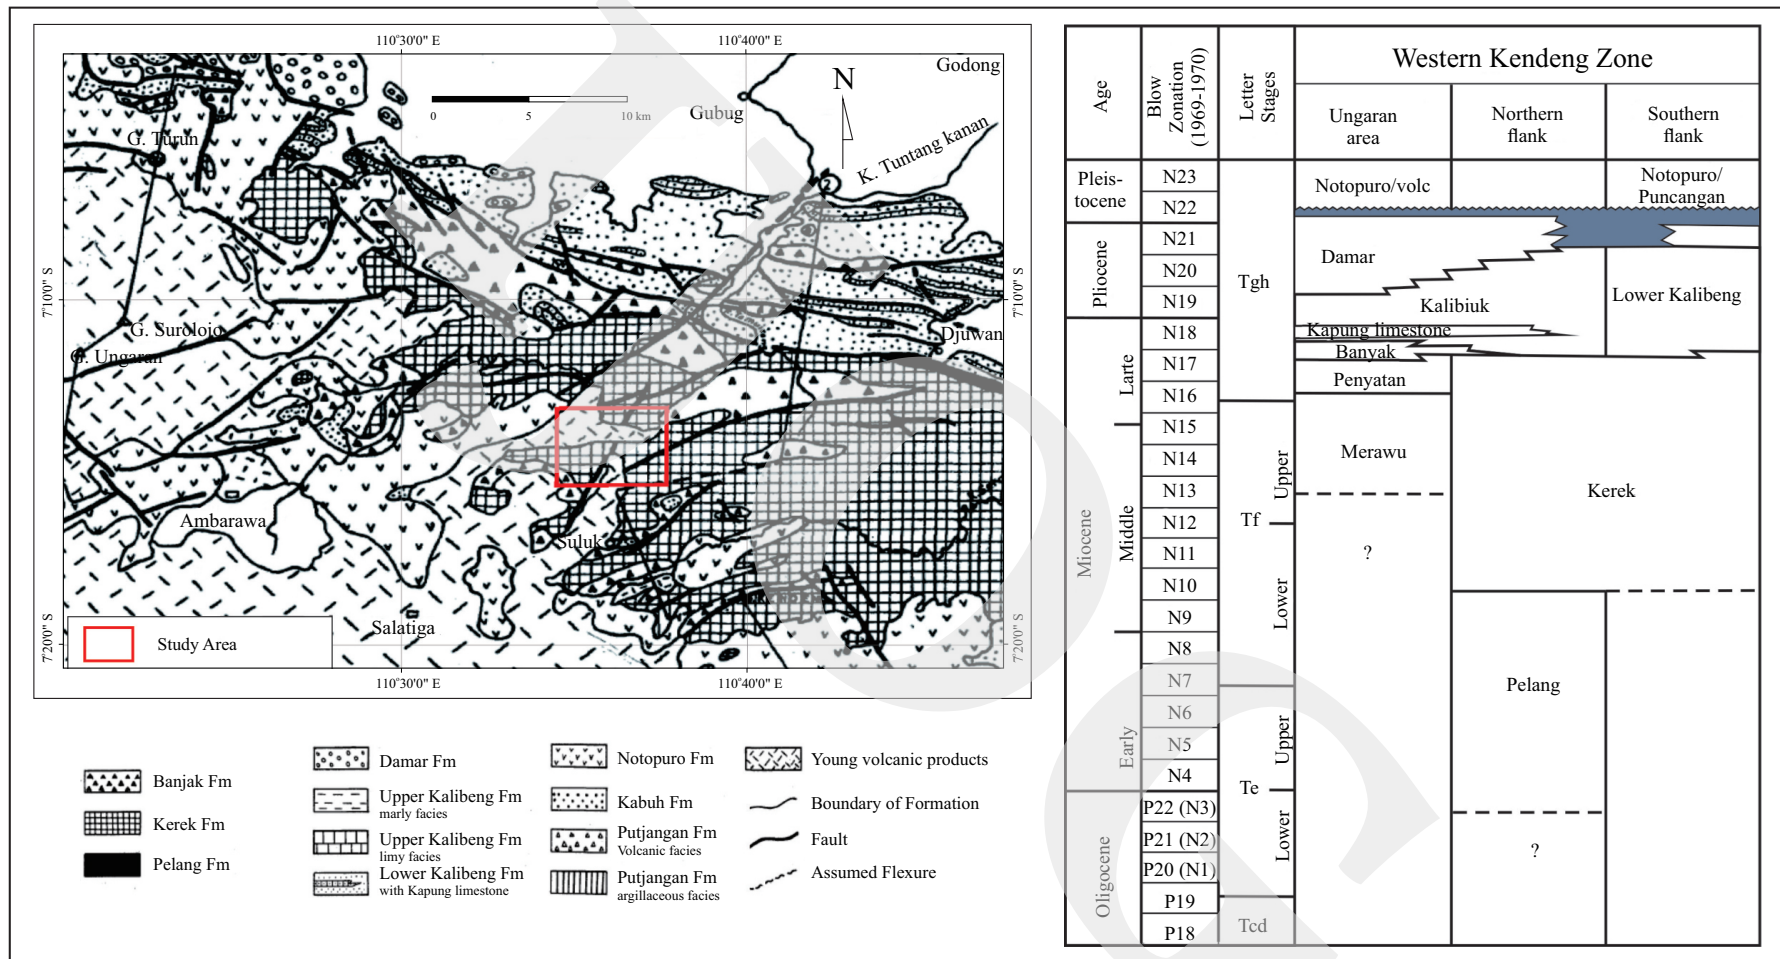 110°30'0" E
110°40'0" E
Godong
N
Gubug
0
5
10 km
K. Tuntang kanan
G. Turun
2
7°10'0" S
7°10'0" S
G. Surolojo
G. Ungaran
Djuwan
Ambarawa
Suluk
Salatiga
Study Area
7°20'0" S
7°20'0" S
110°30'0" E
110°40'0" E
Banjak Fm
Kerek Fm
Pelang Fm
Damar Fm
Upper Kalibeng Fm
marly facies
Upper Kalibeng Fm
limy facies
Lower Kalibeng Fm
with Kapung limestone
Notopuro Fm
Kabuh Fm
Putjangan Fm
Volcanic facies
Putjangan Fm
argillaceous facies
Young volcanic products
Boundary of Formation
Fault
Assumed Flexure
Age
Blow
Zonation
(1969-1970)
Letter
Stages
Western Kendeng Zone
Ungaran
area
Northern
flank
Southern
flank
Pleis-
tocene
Pliocene
Miocene
Larte
Middle
Early
Oligocene
N23
N22
N21
N20
N19
N18
N17
N16
N15
N14
N13
N12
N11
N10
N9
N8
N7
N6
N5
N4
P22 (N3)
P21 (N2)
P20 (N1)
P19
P18
Tgh
Tf
Upper
Lower
Te
Upper
Lower
Tcd
Notopuro/volc
Notopuro/
Puncangan
Damar
Kalibiuk
Lower Kalibeng
Kapung limestone
Banyak
Penyatan
Merawu
?
Kerek
Pelang
?